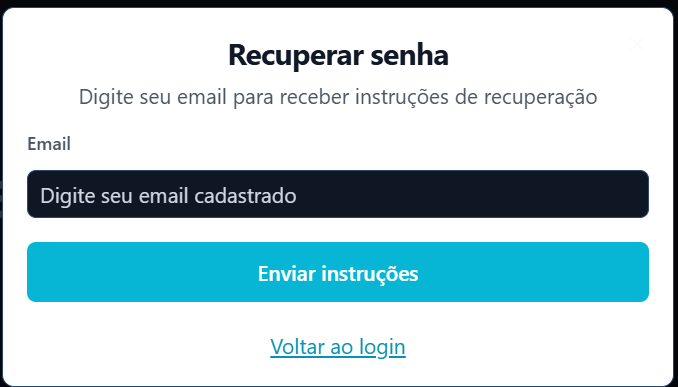 Recuperar senha
Digite seu email para receber instruções de recuperação
Email
Digite seu email cadastrado
Enviar instruções
Voltar ao login